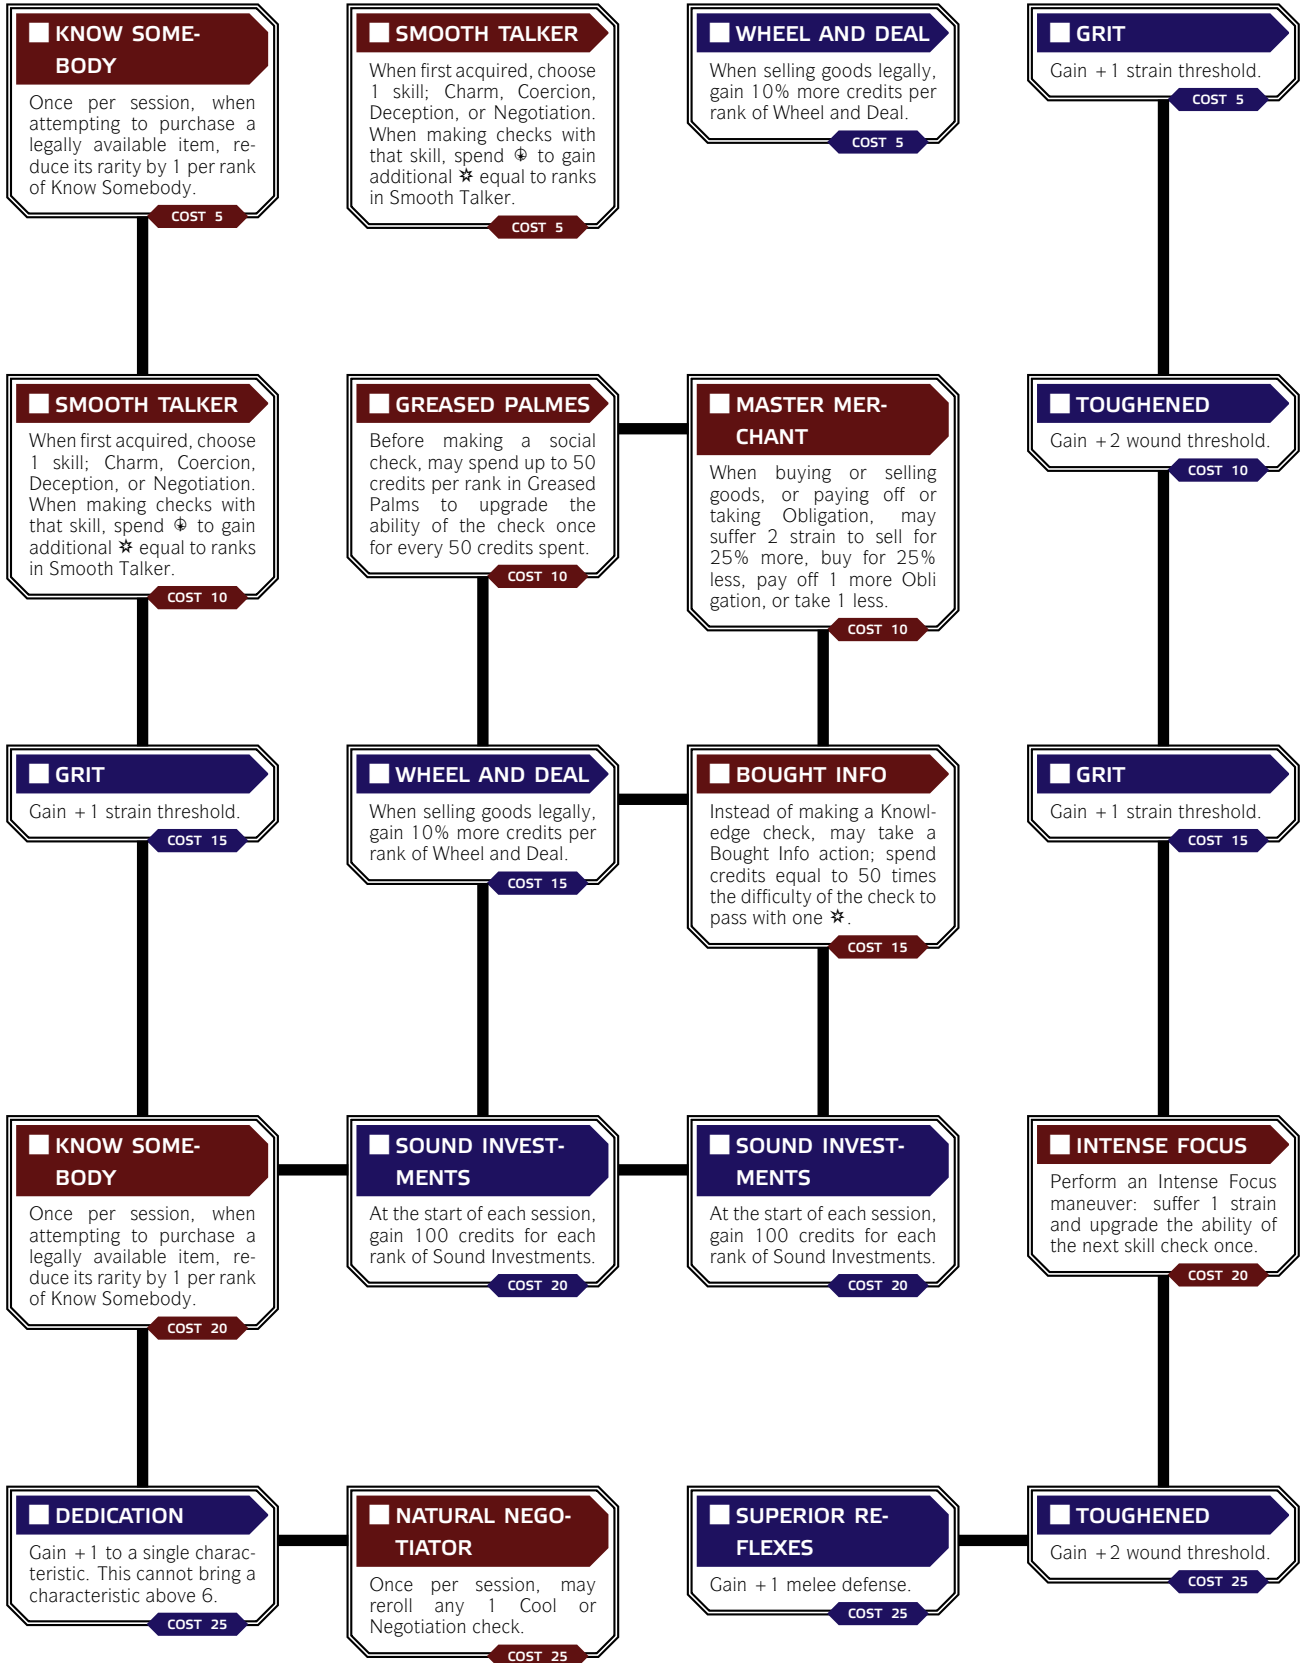 KNOW SOME-
BODY
Once per session, when
attempting to purchase a
legally available item, re-
duce its rarity by 1 per rank
of Know Somebody.
COST 5
SMOOTH TALKER
When first acquired, choose
1 skill; Charm, Coercion,
Deception, or Negotiation.
When making checks with
that skill, spend to gain
additional equal to ranks
in Smooth Talker.
COST 5
WHEEL AND DEAL
When selling goods legally,
gain 10% more credits per
rank of Wheel and Deal.
COST 5
GRIT
Gain +1 strain threshold.
COST 5
SMOOTH TALKER
When first acquired, choose
1 skill; Charm, Coercion,
Deception, or Negotiation.
When making checks with
that skill, spend to gain
additional equal to ranks
in Smooth Talker.
COST 10
GREASED PALMES
Before making a social
check, may spend up to 50
credits per rank in Greased
Palms to upgrade the
ability of the check once
for every 50 credits spent.
COST 10
MASTER MER-
CHANT
When buying or selling
goods, or paying off or
taking Obligation, may
suffer 2 strain to sell for
25% more, buy for 25%
less, pay off 1 more Obli
gation, or take 1 less.
COST 10
TOUGHENED
Gain +2 wound threshold.
COST 10
GRIT
Gain +1 strain threshold.
COST 15
WHEEL AND DEAL
When selling goods legally,
gain 10% more credits per
rank of Wheel and Deal.
COST 15
BOUGHT INFO
Instead of making a Knowl-
edge check, may take a
Bought Info action; spend
credits equal to 50 times
the difficulty of the check to
pass with one .
COST 15
GRIT
Gain +1 strain threshold.
COST 15
KNOW SOME-
BODY
Once per session, when
attempting to purchase a
legally available item, re-
duce its rarity by 1 per rank
of Know Somebody.
COST 20
SOUND INVEST-
MENTS
At the start of each session,
gain 100 credits for each
rank of Sound Investments.
COST 20
SOUND INVEST-
MENTS
At the start of each session,
gain 100 credits for each
rank of Sound Investments.
COST 20
INTENSE FOCUS
Perform an Intense Focus
maneuver: suffer 1 strain
and upgrade the ability of
the next skill check once.
COST 20
DEDICATION
Gain +1 to a single charac-
teristic. This cannot bring a
characteristic above 6.
COST 25
NATURAL NEGO-
TIATOR
Once per session, may
reroll any 1 Cool or
Negotiation check.
COST 25
SUPERIOR RE-
FLEXES
Gain +1 melee defense.
COST 25
TOUGHENED
Gain +2 wound threshold.
COST 25